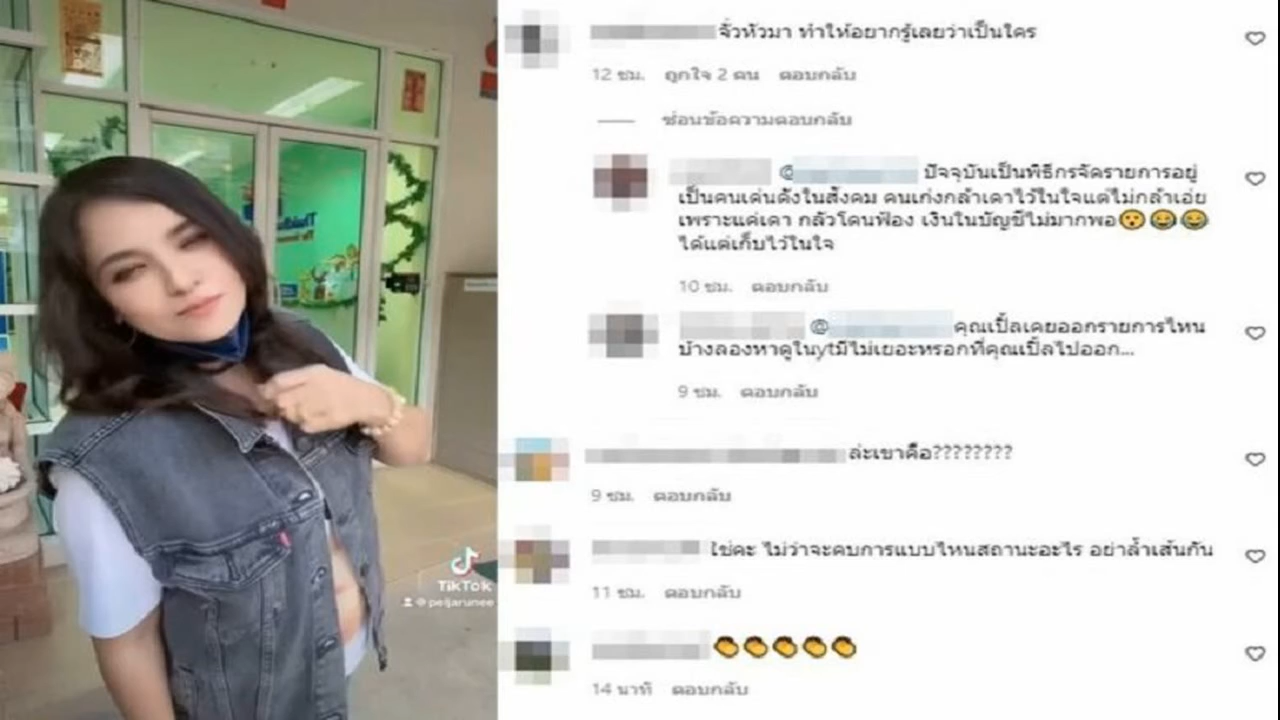 จั่วหัวมา ทำให้อยากรู้เลยว่าเป็นใคร
12 ชม. ถูกใจ 2 คน ตอบกลับ
ซ่อนข้อความตอบกลับ
@ ปัจจุบันเป็นพิธีกรจัดรายการอยู่
เป็นคนเด่นดังในสังคม คนเก่งกล้าเดาไว้ในใจแต่ไม่กล้าเอ่ย
เพราะแค่เดา กลัวโดนฟ้อง เงินในบัญชีไม่มากพอ😯😂😂
ได้แต่เก็บไว้ในใจ
10 ชม. ตอบกลับ
@ คุณเปิ้ลเคยออกรายการไหน
บ้างลองหาดูในytมีไม่เยอะหรอกที่คุณเปิ้ลไปออก...
9 ชม. ตอบกลับ
ล่ะเขาคือ????????
9 ชม. ตอบกลับ
ใช่คะ ไม่ว่าจะคบการแบบไหนสถานะอะไร อย่าล้ำเส้นกัน
11 ชม. ตอบกลับ
👏👏👏👏👏
14 นาที ตอบกลับ
TikTok
@peijarunee